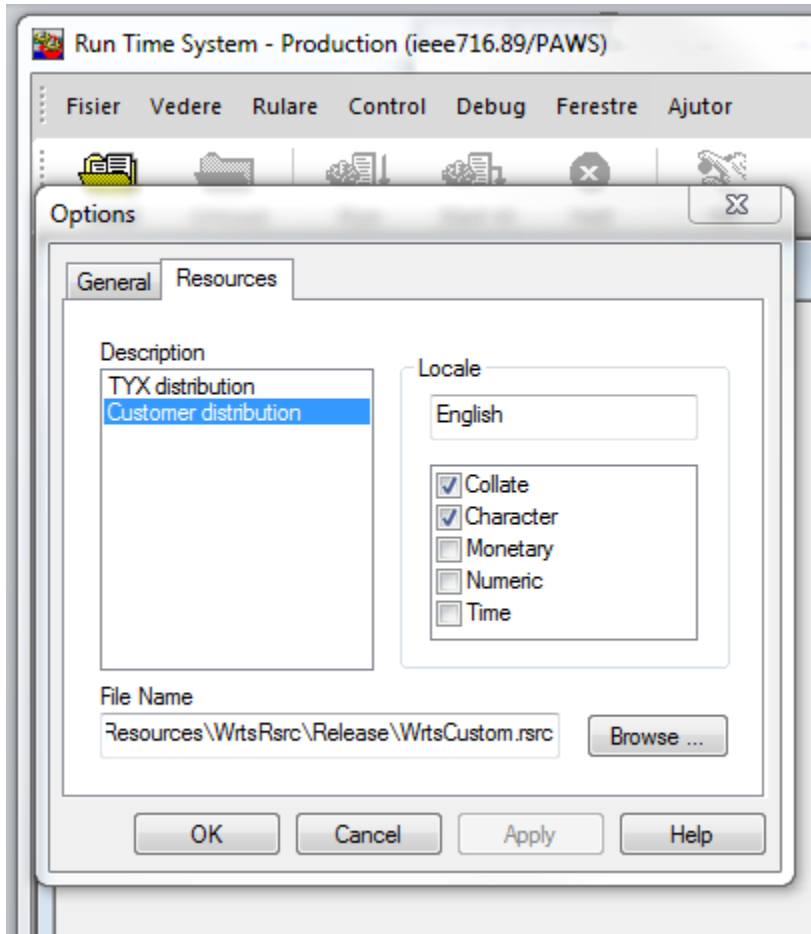 Run Time System - Production (ieee716.89/PAWS)
Fisier Vedere Rulare Control Debug Ferestre Ajutor
Options
General Resources
Description
TYX distribution
Customer distribution
Locale
English
Collate
Character
Monetary
Numeric
Time
File Name
Resources\WrtsRsrc\Release\WrtsCustom.rsrc
Browse ...
OK Cancel Apply Help